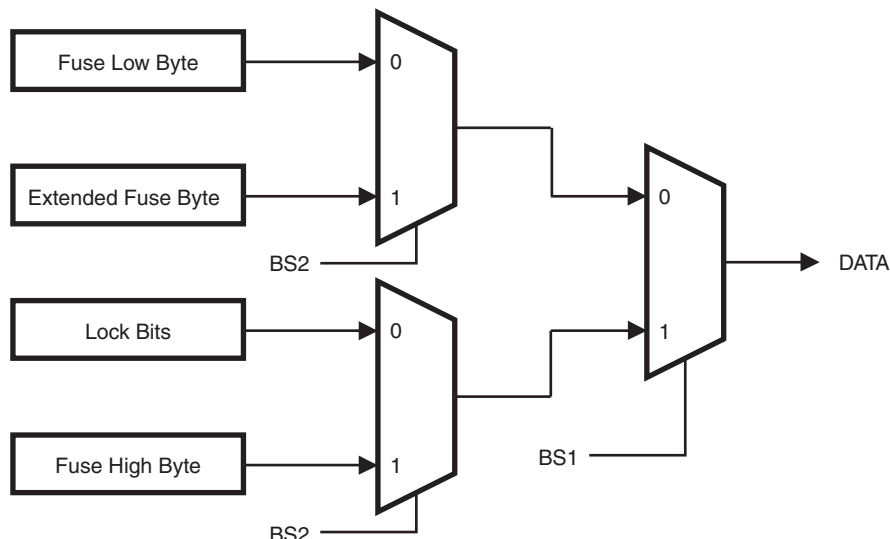 Fuse Low Byte
0
Extended Fuse Byte
1
0
BS2
DATA
Lock Bits
0
1
Fuse High Byte
1
BS1
BS2